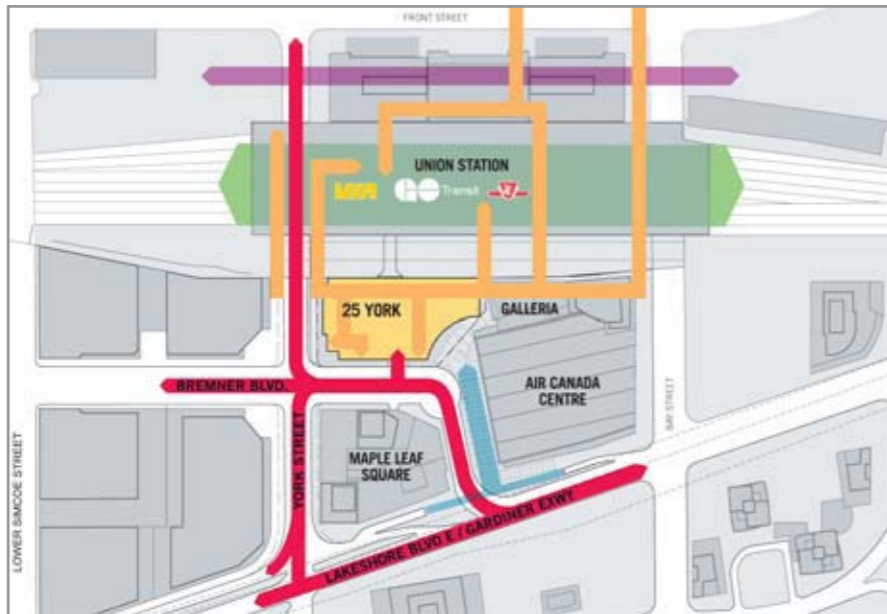 FRONT STREET
UNION STATION
VIA
GO Transit
25 YORK
GALLERIA
BREMNER BLVD.
AIR CANADA
CENTRE
BAY STREET
MAPLE LEAF
SQUARE
YORK STREET
LOWER SIMCOE STREET
LAKESHORE BLVD E / GARDINER EXWY